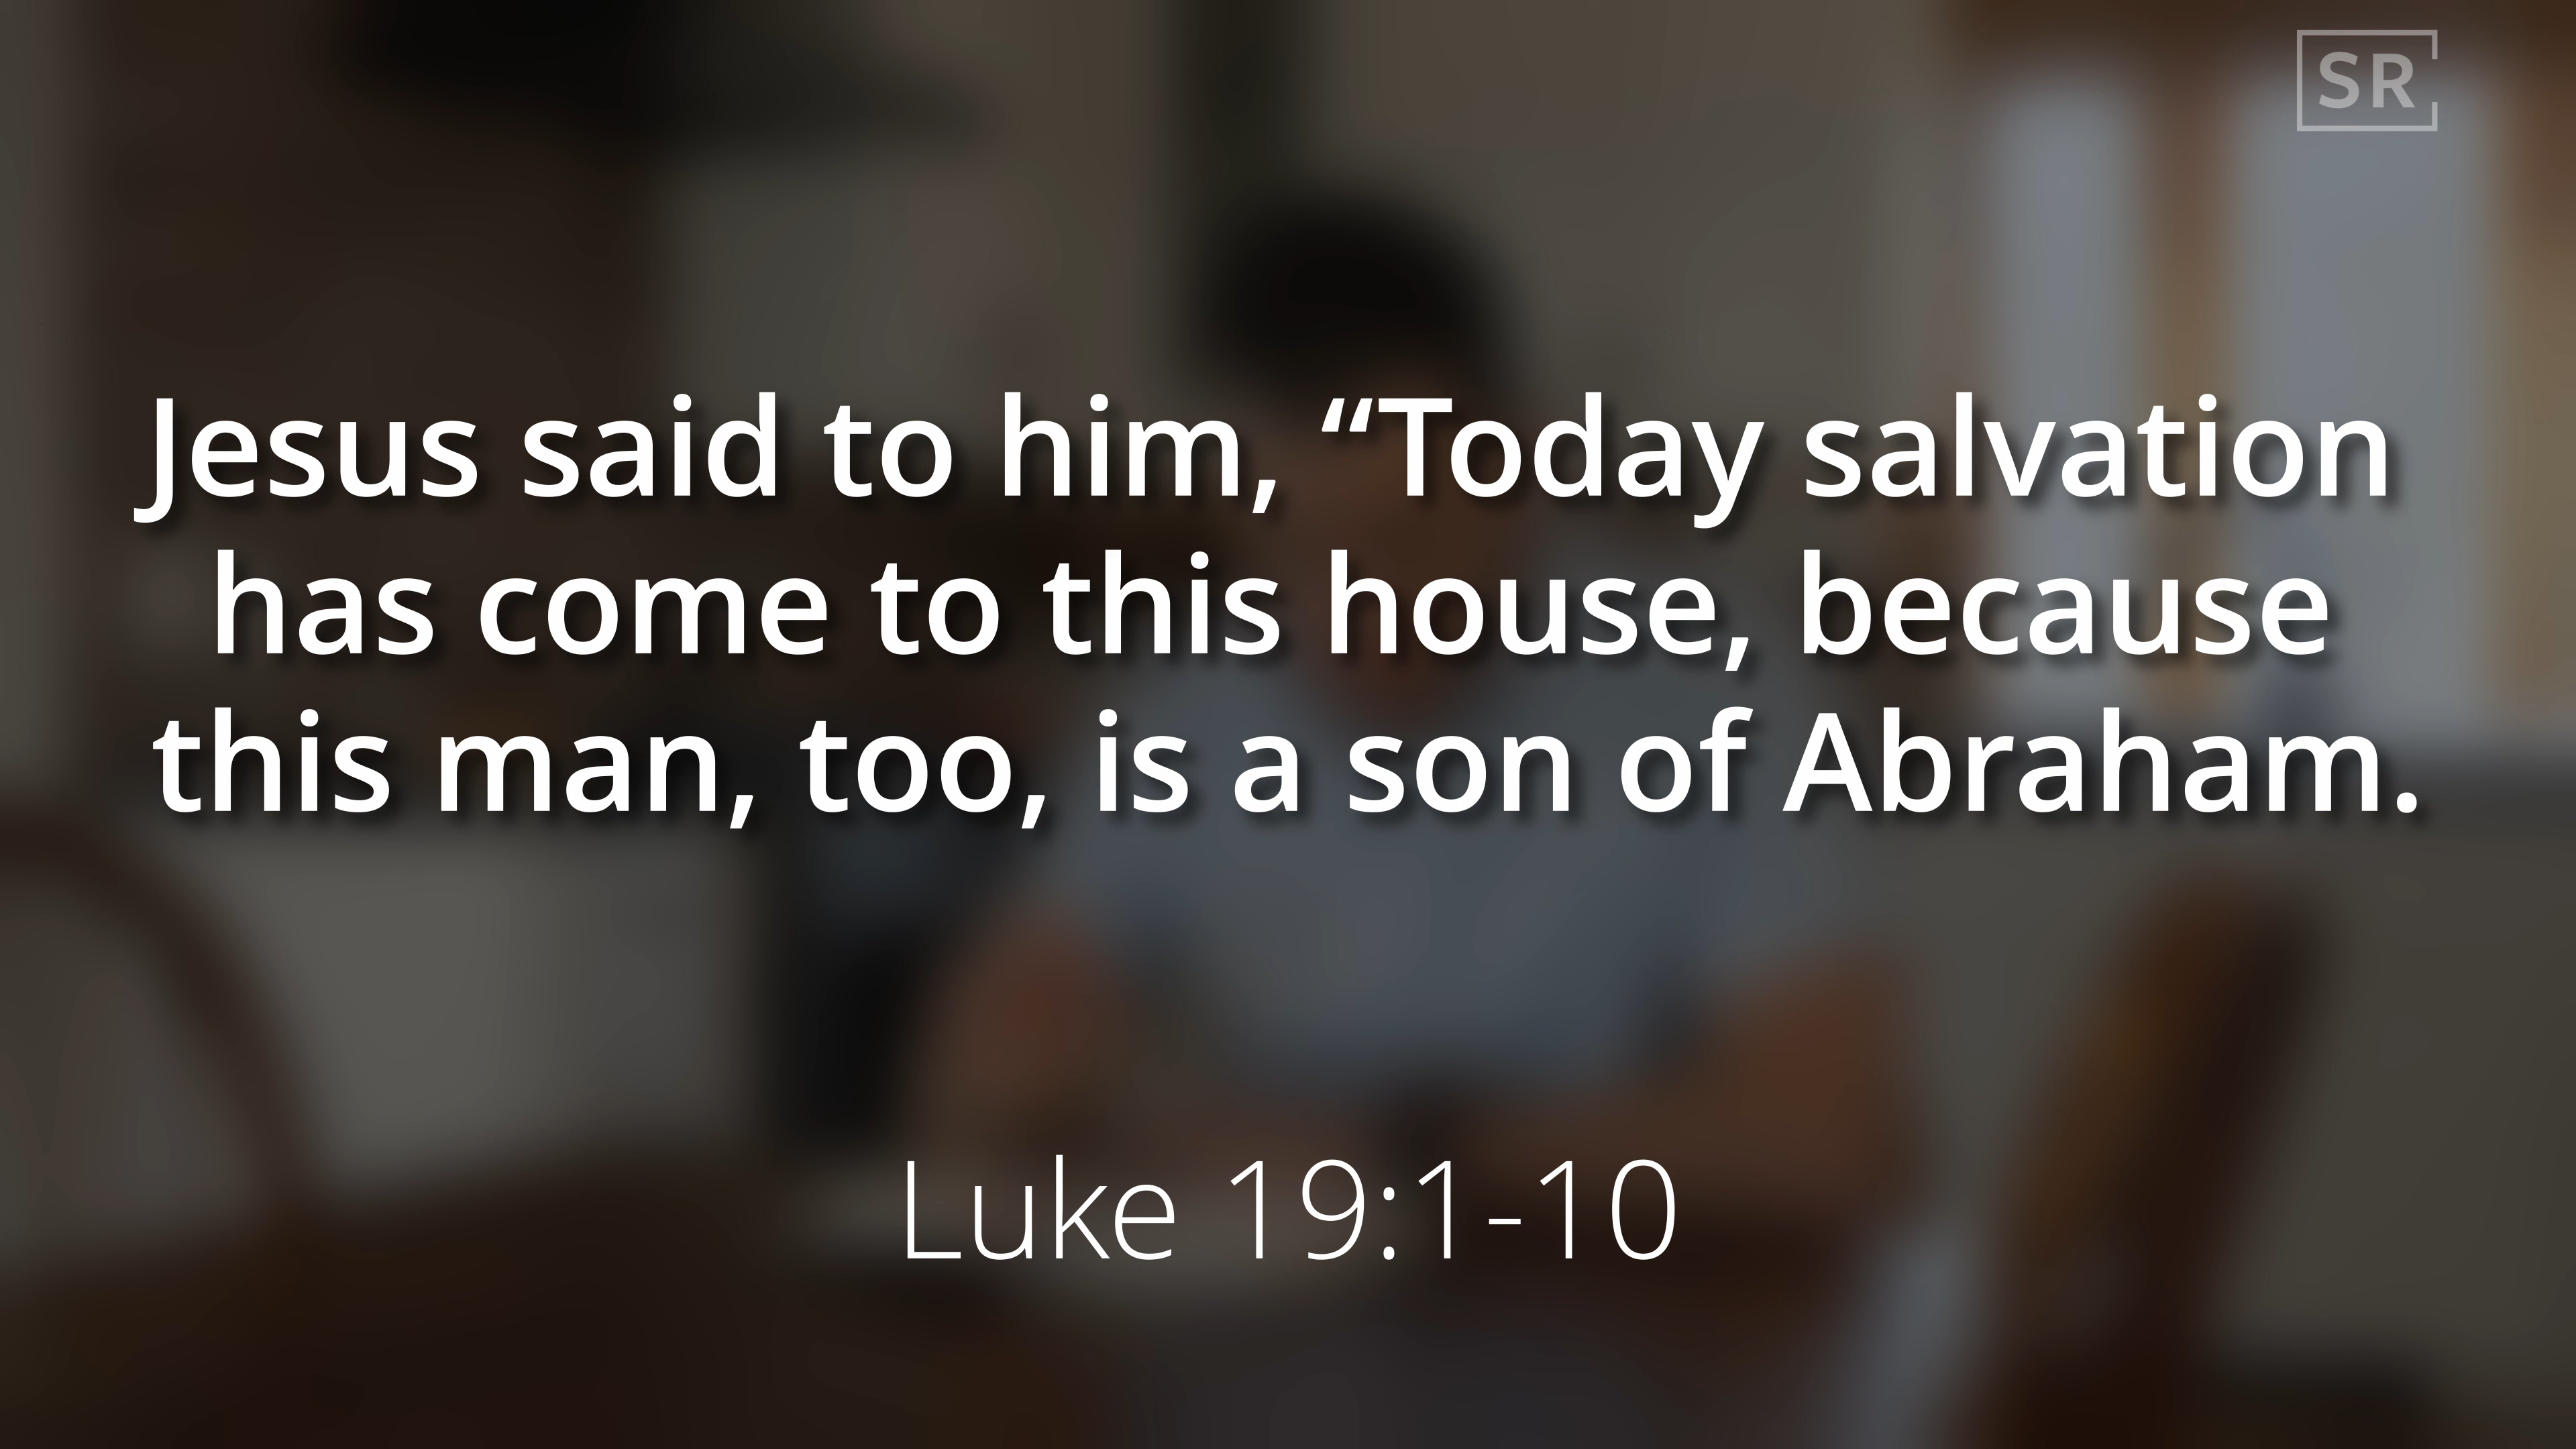 SR
Jesus said to him, “Today salvation
has come to this house, because
this man, too, is a son of Abraham.
Luke 19:1-10